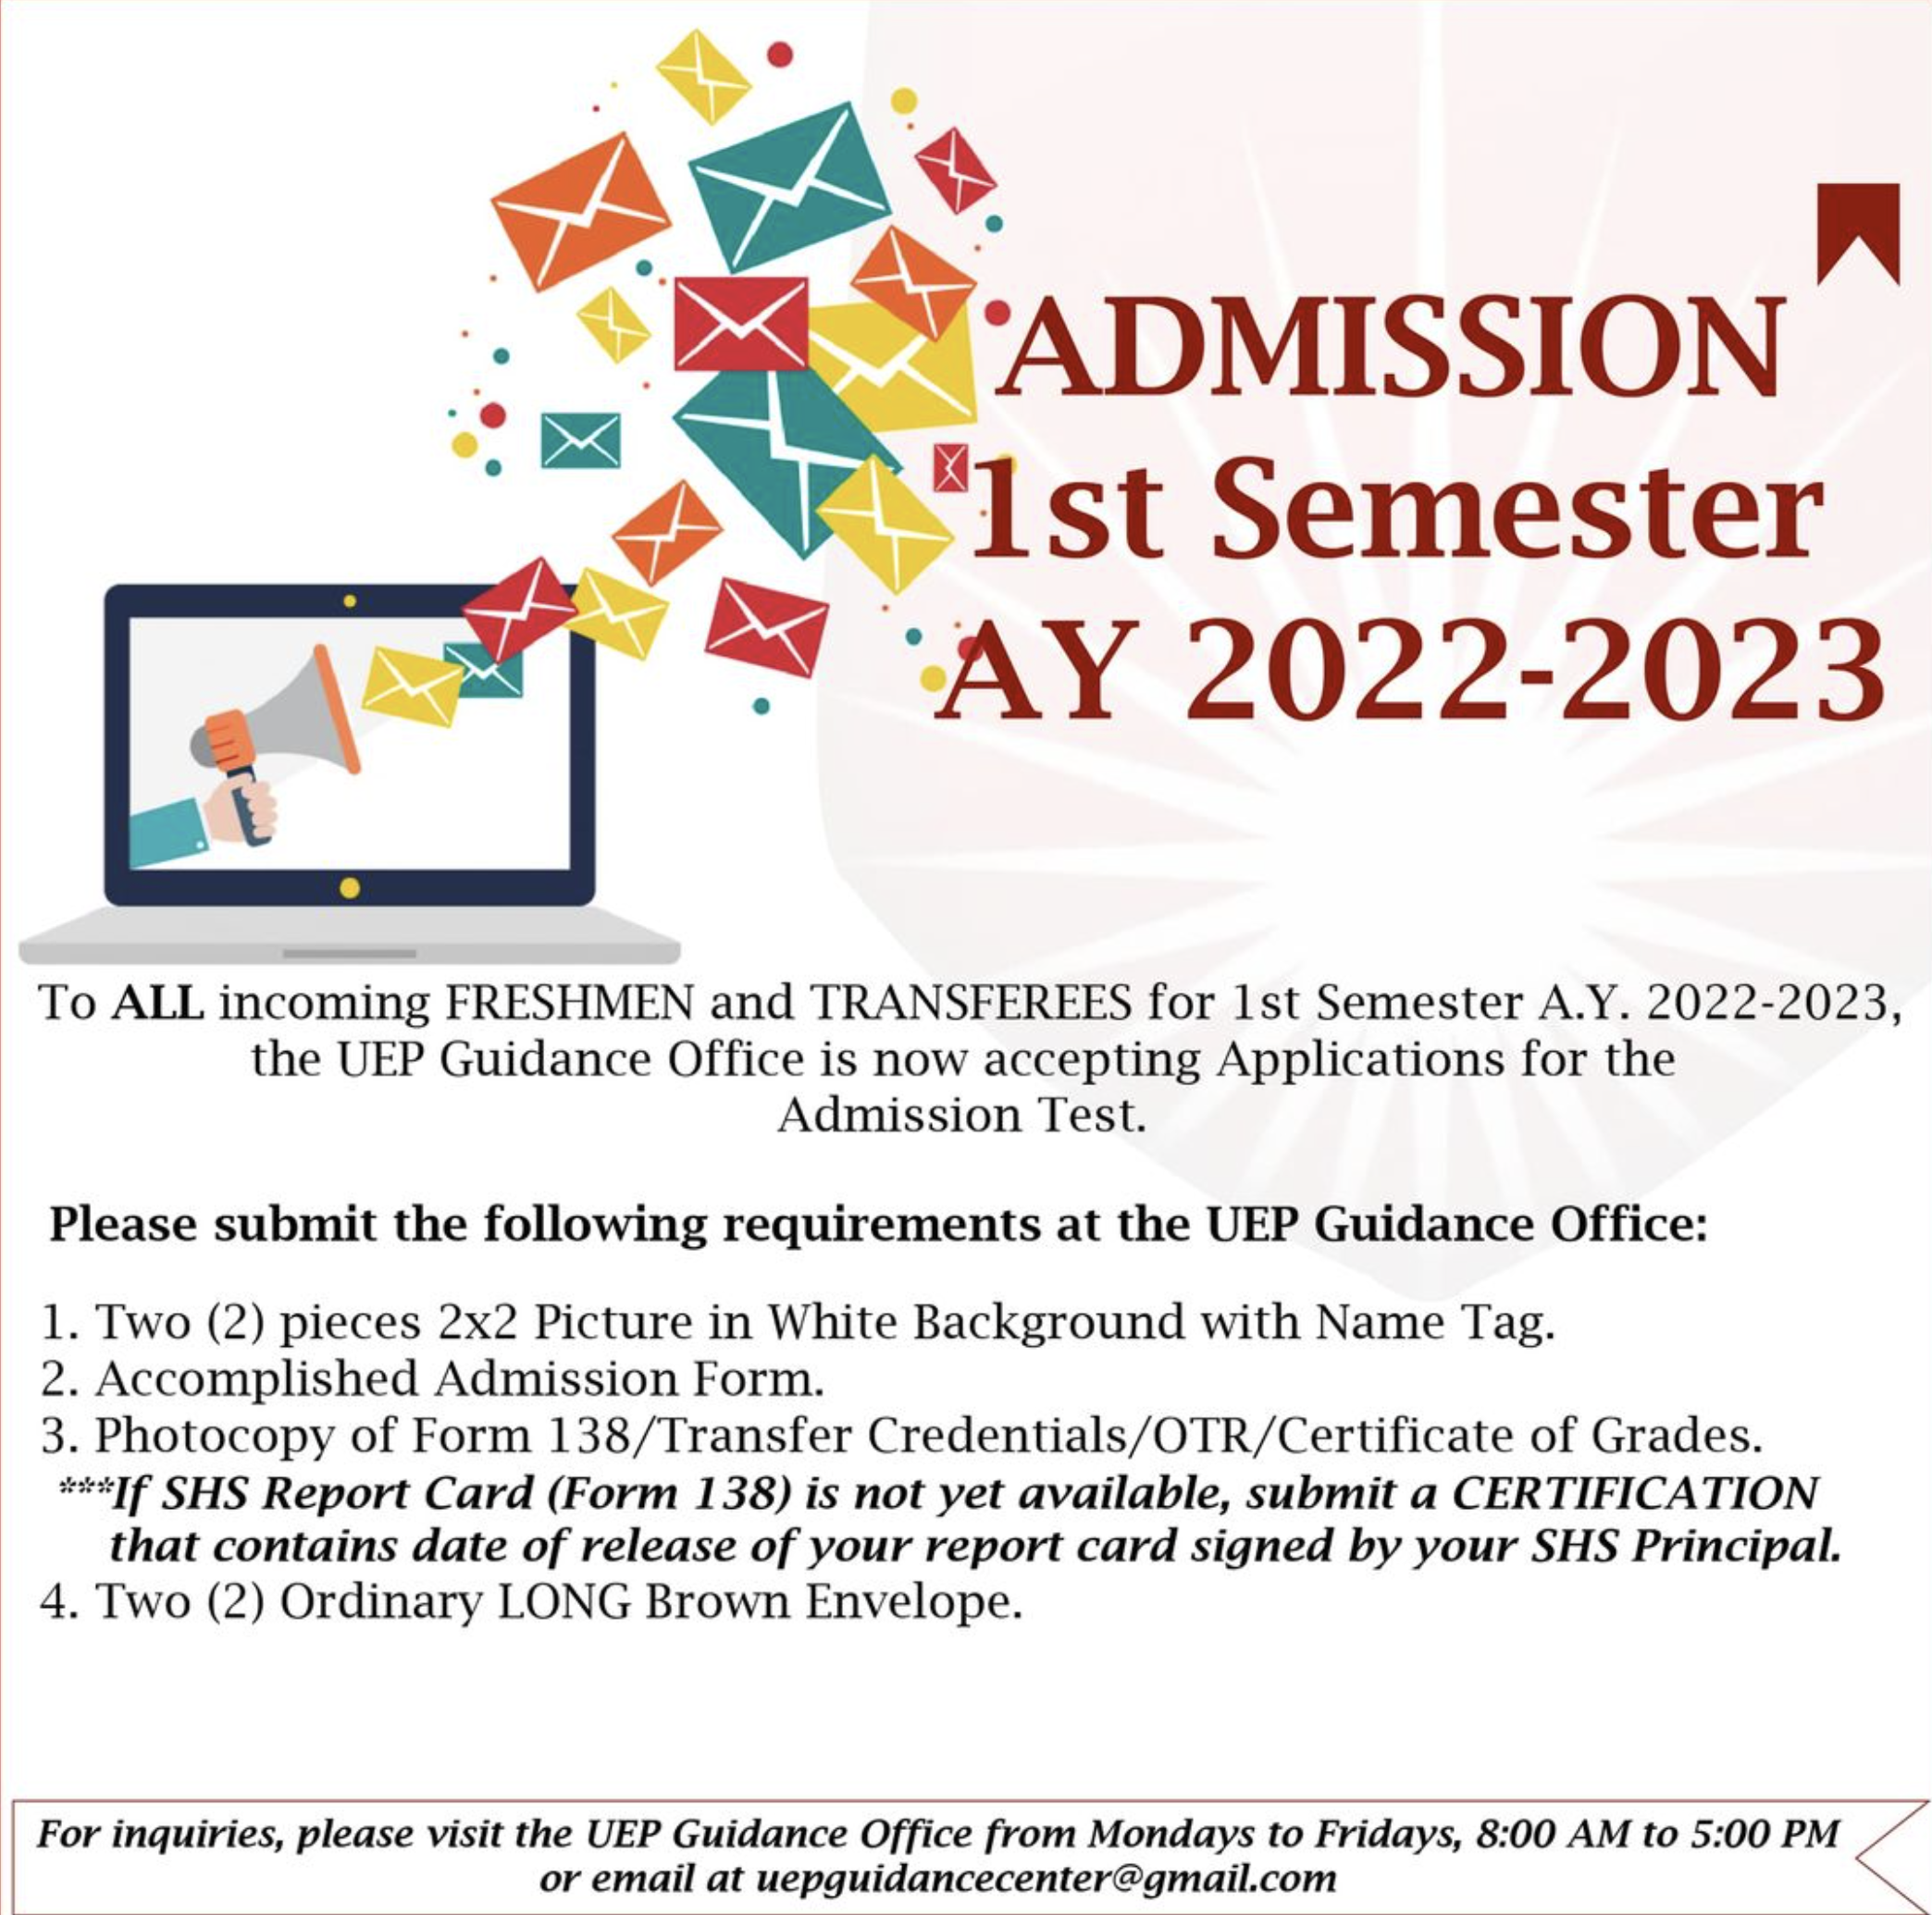 ADMISSION
1st Semester
AY 2022-2023
To ALL incoming FRESHMEN and TRANSFEREES for 1st Semester A.Y. 2022-2023,
the UEP Guidance Office is now accepting Applications for the
Admission Test.
Please submit the following requirements at the UEP Guidance Office:
1. Two (2) pieces 2x2 Picture in White Background with Name Tag.
2. Accomplished Admission Form.
3. Photocopy of Form 138/Transfer Credentials/OTR/Certificate of Grades.
***If SHS Report Card (Form 138) is not yet available, submit a CERTIFICATION
that contains date of release of your report card signed by your SHS Principal.
4. Two (2) Ordinary LONG Brown Envelope.
For inquiries, please visit the UEP Guidance Office from Mondays to Fridays, 8:00 AM to 5:00 PM
or email at uepguidancecenter@gmail.com